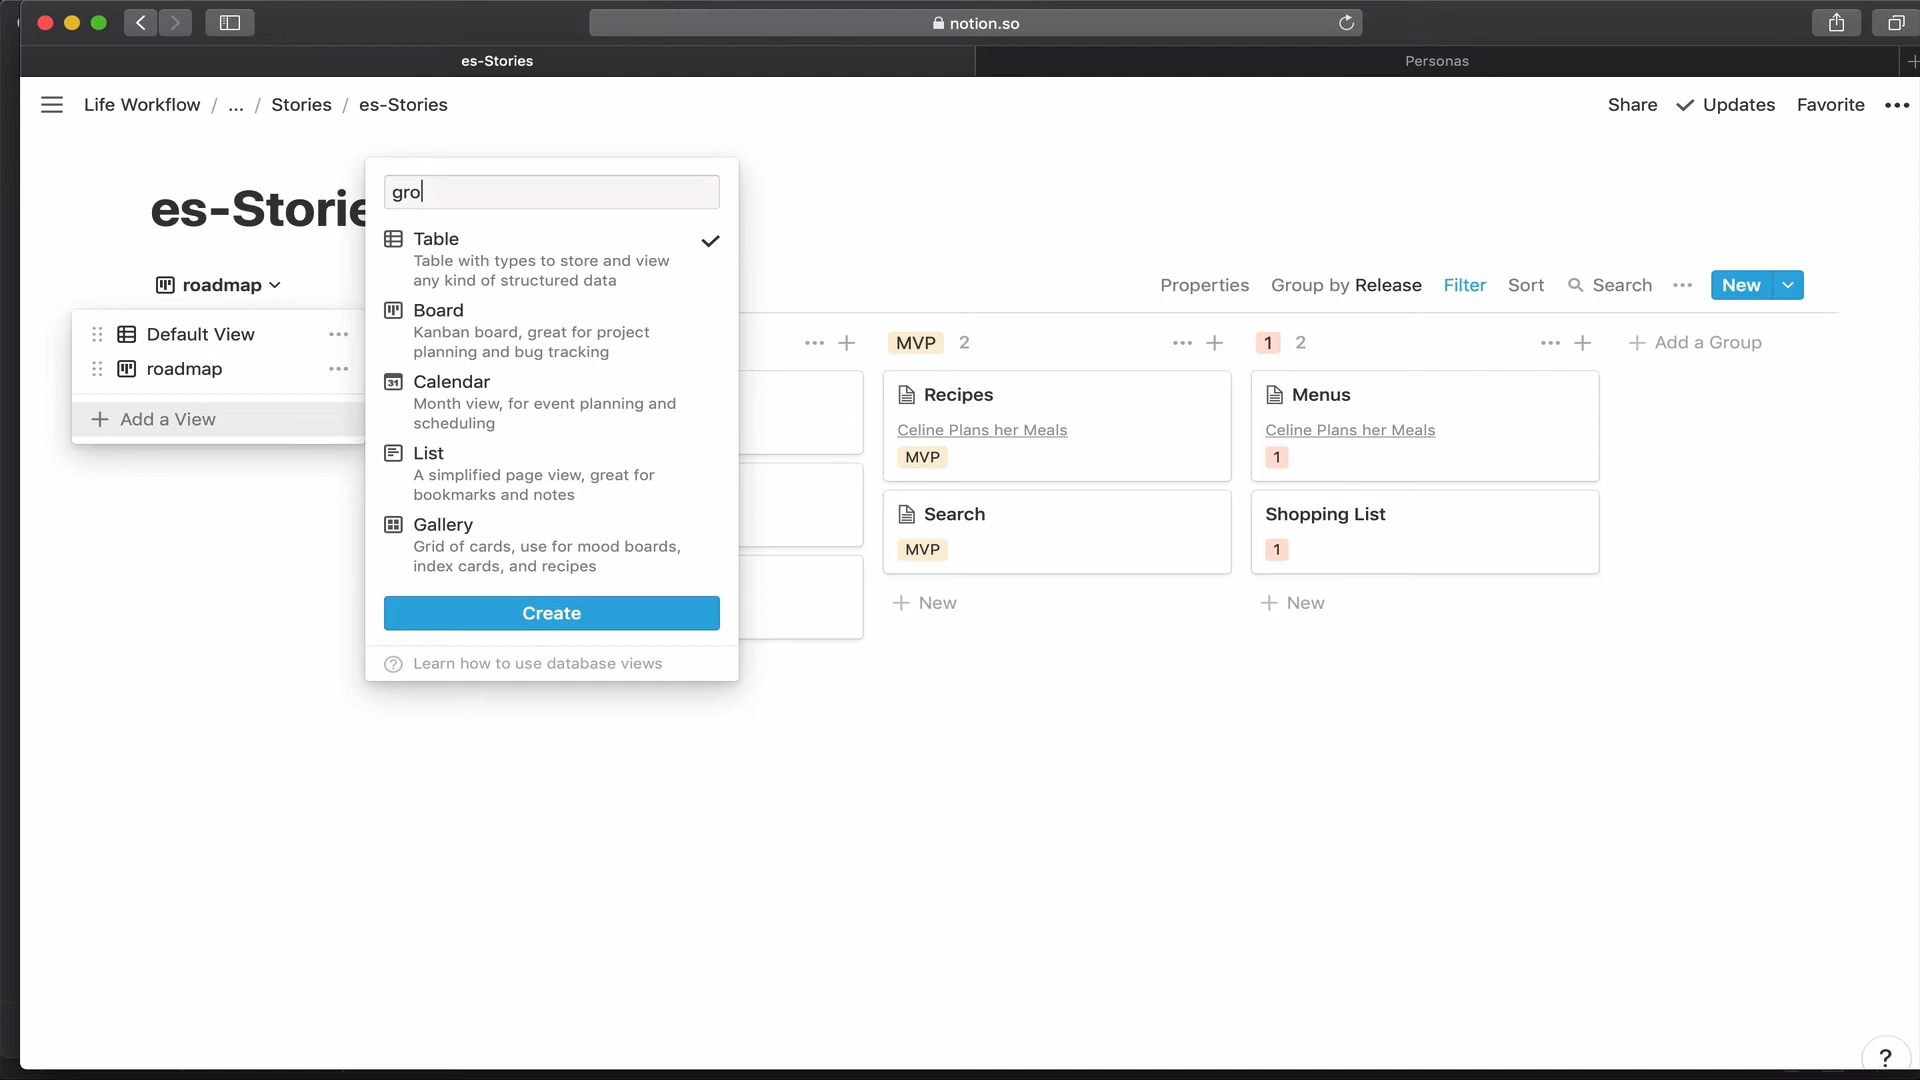 notion.so
es-Stories
Personas
Life Workflow / ... / Stories / es-Stories
Share Updates Favorite
es-Storie
roadmap
Properties Group by Release Filter Sort Search New
Default View
roadmap
Add a View
gro
Table
Table with types to store and view
any kind of structured data
Board
Kanban board, great for project
planning and bug tracking
Calendar
31
Month view, for event planning and
scheduling
List
A simplified page view, great for
bookmarks and notes
Gallery
Grid of cards, use for mood boards,
index cards, and recipes
Create
? Learn how to use database views
MVP 2
Recipes
Celine Plans her Meals
MVP
Search
MVP
+ New
1 2
Menus
Celine Plans her Meals
1
Shopping List
1
+ New
+ Add a Group
?